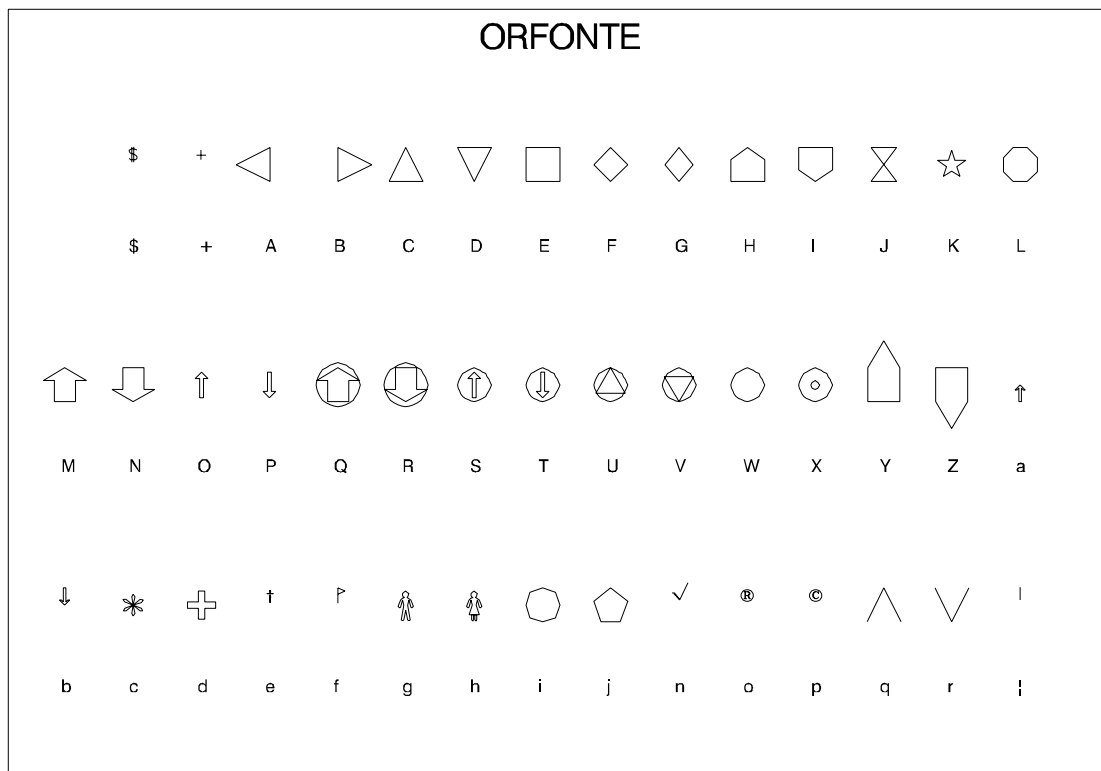 ORFONTE
$ +
$ + A B C D E F G H I J K L
M N O P Q R S T U V W X Y Z a
† ® ©
b c d e f g h i j n o p q r ¦